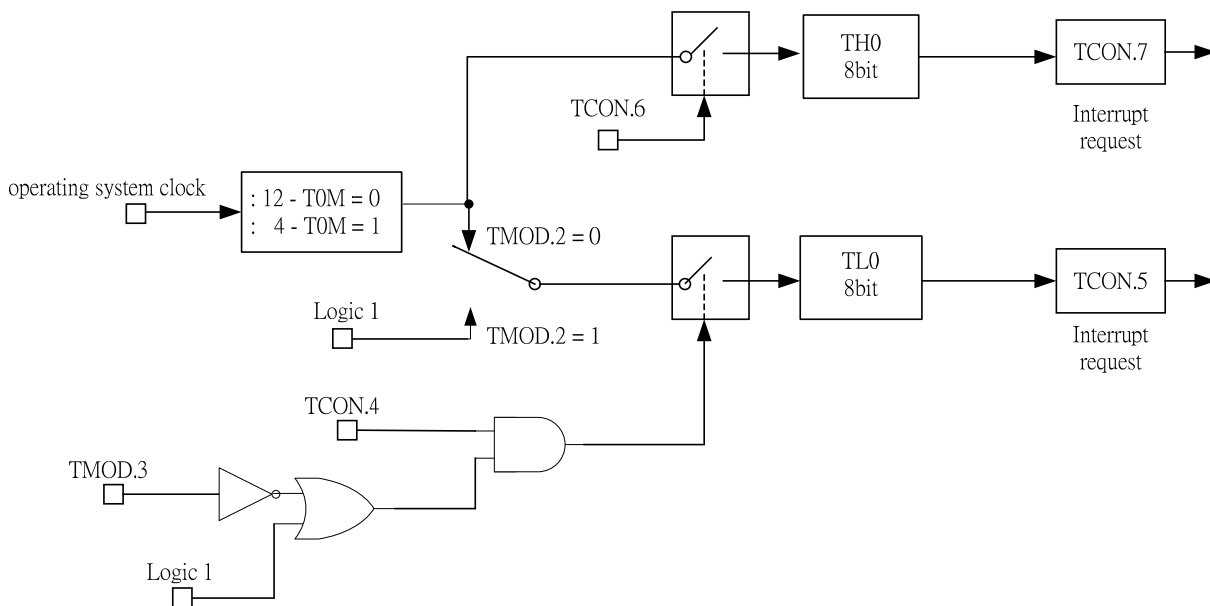 TH0
8bit
TCON.7
TCON.6
Interrupt
request
operating system clock
: 12 - T0M = 0
: 4 - T0M = 1
TMOD.2 = 0
TL0
8bit
TCON.5
Logic 1
TMOD.2 = 1
Interrupt
request
TCON.4
TMOD.3
Logic 1